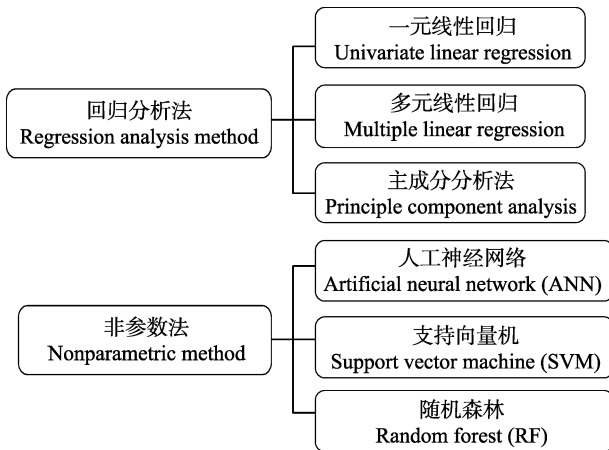 回归分析法
Regression analysis method
一元线性回归
Univariate linear regression
多元线性回归
Multiple linear regression
主成分分析法
Principle component analysis
非参数法
Nonparametric method
人工神经网络
Artificial neural network (ANN)
支持向量机
Support vector machine (SVM)
随机森林
Random forest (RF)